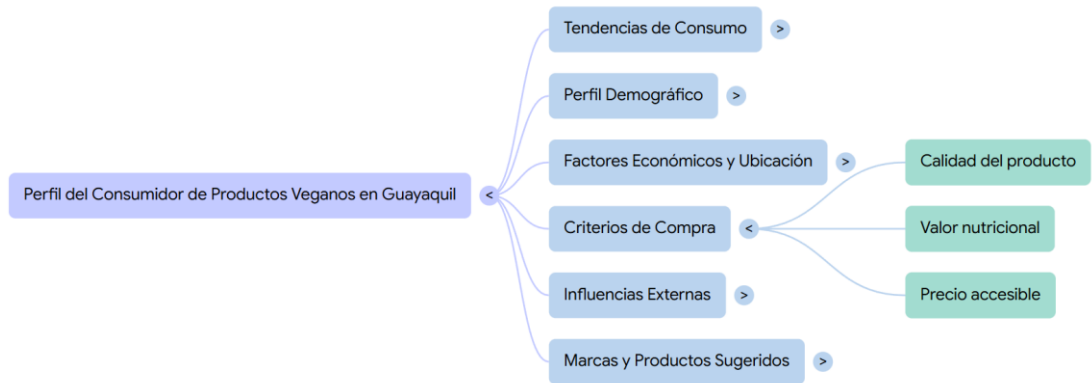 Perfil del Consumidor de Productos Veganos en Guayaquil
<
Tendencias de Consumo
>
Perfil Demográfico
>
Factores Económicos y Ubicación
>
Criterios de Compra
<
Calidad del producto
Valor nutricional
Precio accesible
Influencias Externas
>
Marcas y Productos Sugeridos
>